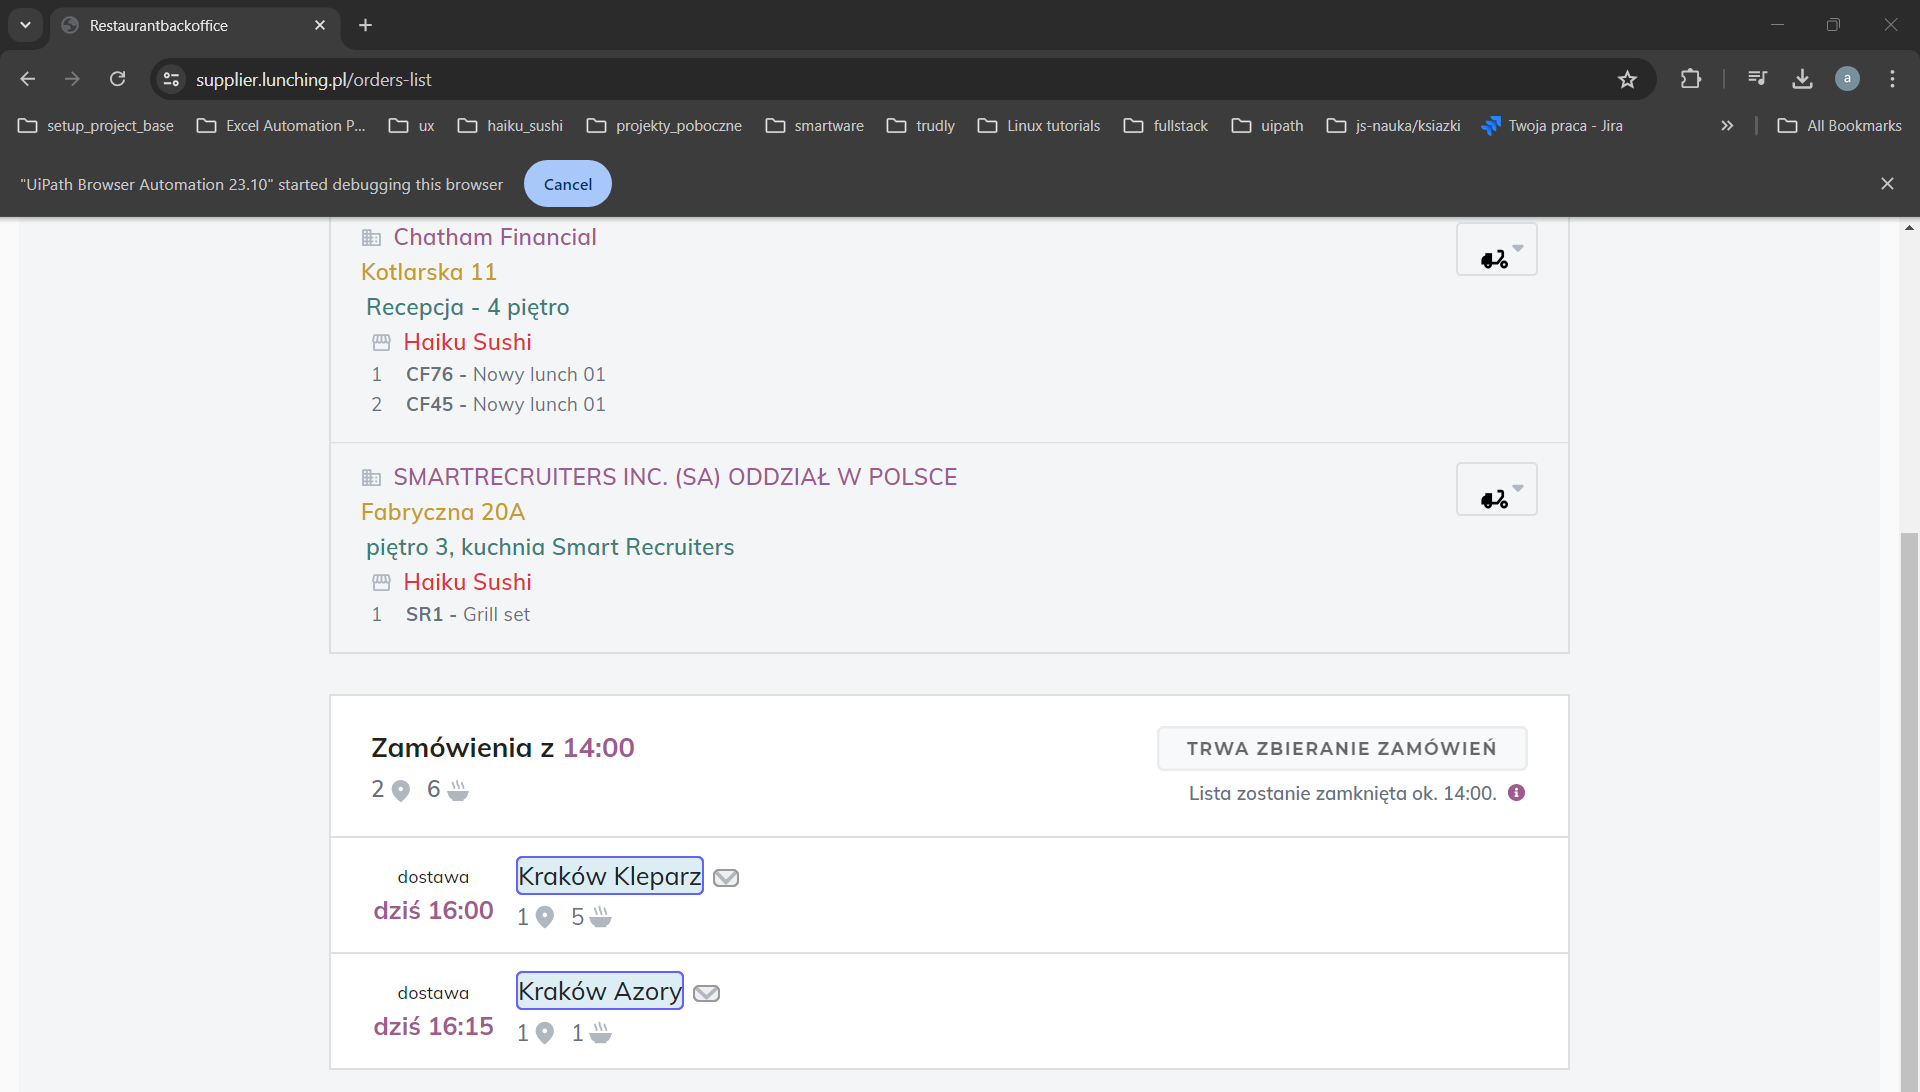 Restaurantbackoffice
supplier.lunching.pl/orders-list
a
setup_project_base
Excel Automation P...
ux
haiku_sushi
projekty_poboczne
smartware
trudly
Linux tutorials
fullstack
uipath
js-nauka/ksiazki
Twoja praca - Jira
All Bookmarks
"UiPath Browser Automation 23.10" started debugging this browser
Cancel
Chatham Financial
Kotlarska 11
Recepcja - 4 piętro
Haiku Sushi
1 CF76 - Nowy lunch 01
2 CF45 - Nowy lunch 01
SMARTRECRUITERS INC. (SA) ODDZIAŁ W POLSCE
Fabryczna 20A
piętro 3, kuchnia Smart Recruiters
Haiku Sushi
1 SR1 - Grill set
Zamówienia z 14:00
TRWA ZBIERANIE ZAMÓWIEŃ
2 6
Lista zostanie zamknięta ok. 14:00.
dostawa
Kraków Kleparz
dziś 16:00
1 5
dostawa
Kraków Azory
dziś 16:15
1 1